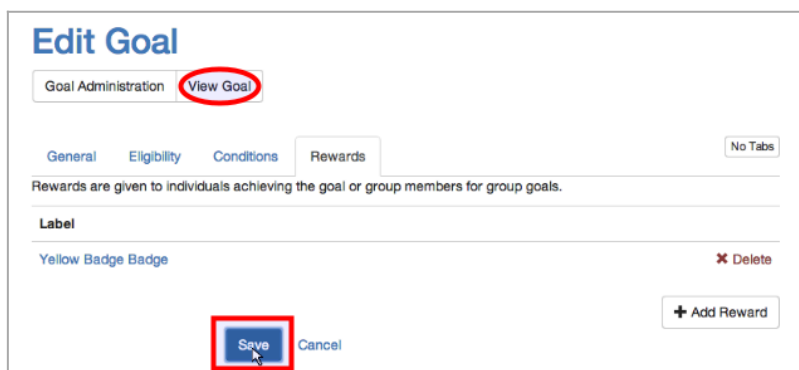 Edit Goal
Goal Administration View Goal
General Eligibility Conditions Rewards No Tabs
Rewards are given to individuals achieving the goal or group members for group goals.
Label
Yellow Badge Badge ✖ Delete
+ Add Reward
Save Cancel